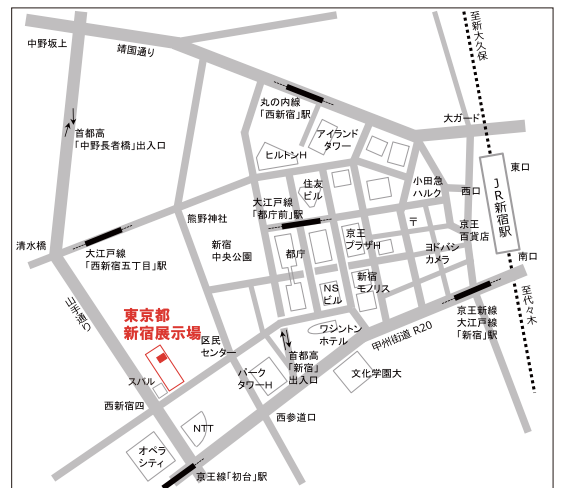 中野坂上
靖国通り
至新大久保
首都高
「中野長者橋」出入口
丸の内線
「西新宿」駅
大ガード
アイランド
タワー
ヒルトンH
住友
ビル
小田急
ハルク
西口
東口
JR新宿駅
熊野神社
大江戸線
「都庁前」駅
〒
京王
百貨店
清水橋
大江戸線
「西新宿五丁目」駅
新宿
中央公園
都庁
京王
プラザH
ヨドバシ
カメラ
南口
山手通り
東京都
新宿展示場
NS
ビル
新宿
モノリス
至代々木
区民
センター
ワシントン
ホテル
甲州街道 R20
京王新線
大江戸線
「新宿」駅
スバル
パーク
タワーH
首都高
「新宿」
出入口
文化学園大
西新宿四
NTT
西参道口
オペラ
シティ
京王線「初台」駅